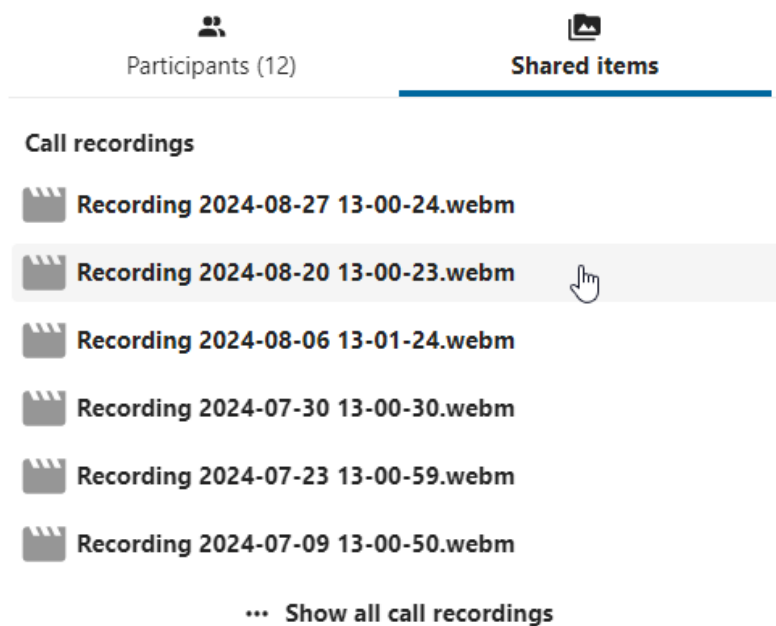 Participants (12)
Shared items
Call recordings
Recording 2024-08-27 13-00-24.webm
Recording 2024-08-20 13-00-23.webm
Recording 2024-08-06 13-01-24.webm
Recording 2024-07-30 13-00-30.webm
Recording 2024-07-23 13-00-59.webm
Recording 2024-07-09 13-00-50.webm
••• Show all call recordings